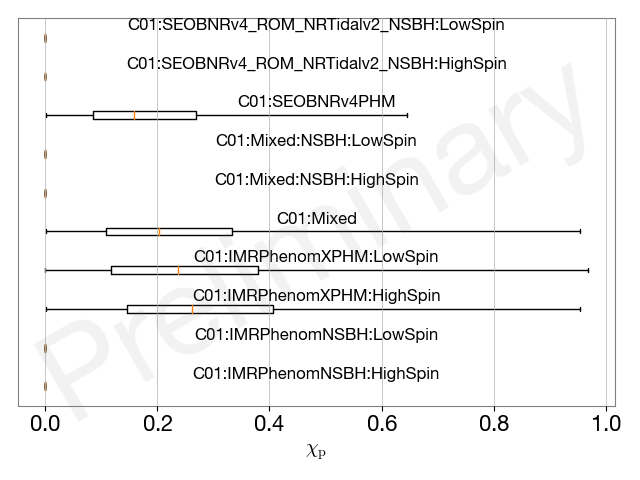 C01:SEOBNRv4_ROM_NRTidalv2_NSBH:LowSpin
C01:SEOBNRv4_ROM_NRTidalv2_NSBH:HighSpin
C01:SEOBNRv4PHM
C01:Mixed:NSBH:LowSpin
C01:Mixed:NSBH:HighSpin
C01:Mixed
C01:IMRPhenomXPHM:LowSpin
C01:IMRPhenomXPHM:HighSpin
C01:IMRPhenomNSBH:LowSpin
C01:IMRPhenomNSBH:HighSpin
Preliminary
0.0 0.2 0.4 0.6 0.8 1.0
χp